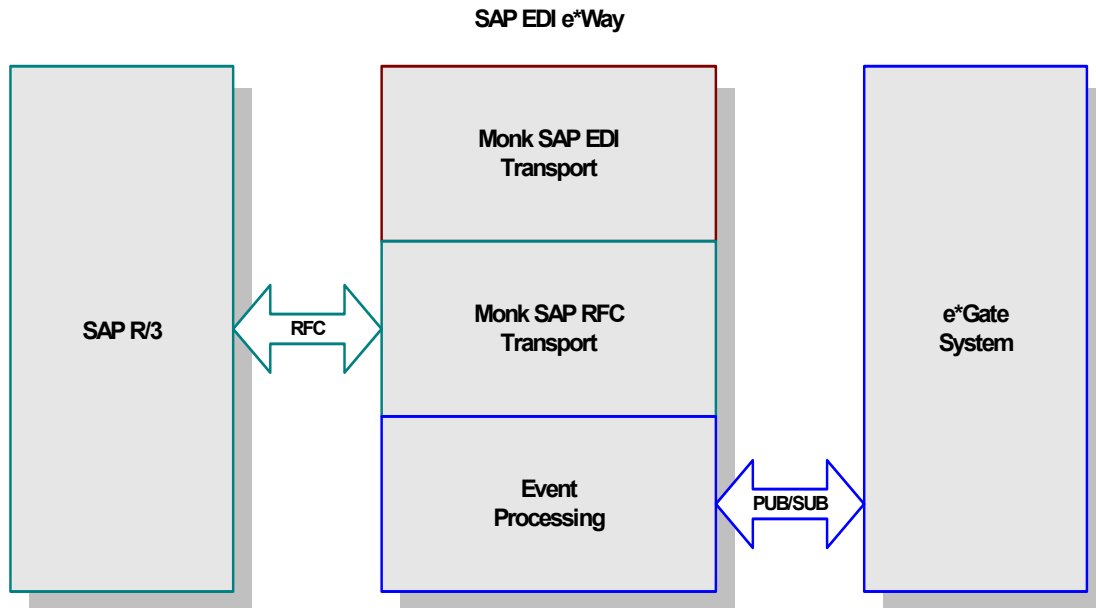 SAP EDI e*Way
Monk SAP EDI
Transport
SAP R/3
RFC
Monk SAP RFC
Transport
e*Gate
System
Event
Processing
PUB/SUB